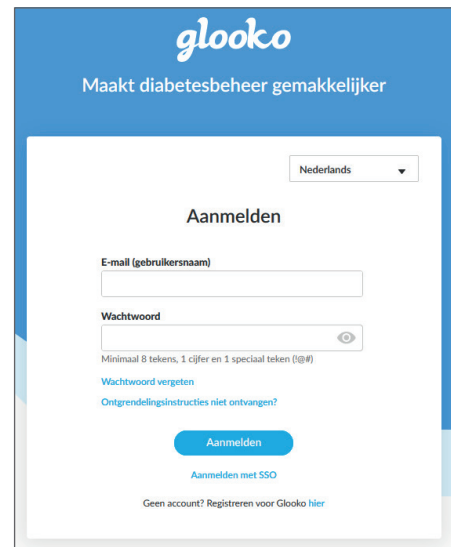 glooko
Maakt diabetesbeheer gemakkelijker
Nederlands
Aanmelden
E-mail (gebruikersnaam)
Wachtwoord
Minimaal 8 tekens, 1 cijfer en 1 speciaal teken (!@#)
Wachtwoord vergeten
Ontgrendelingsinstructies niet ontvangen?
Aanmelden
Aanmelden met SSO
Geen account? Registreren voor Glooko hier